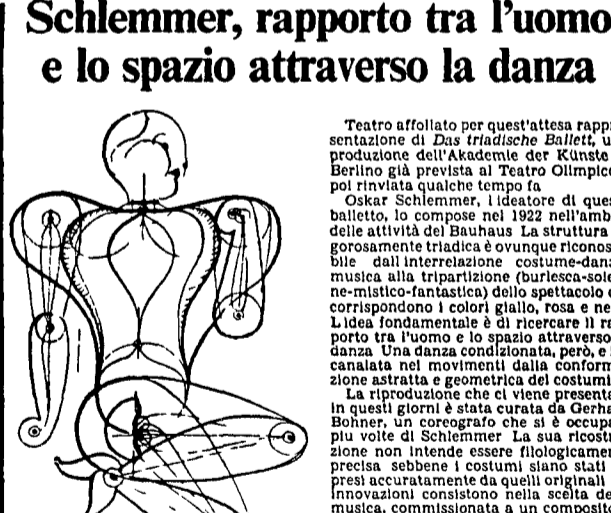 Schlemmer, rapporto tra l'uomo
e lo spazio attraverso la danza
Teatro affollato per quest'attesa rappr
sentazione di Das triadische Ballett, u
produzione dell'Akademie der Künste
Berlino già prevista al Teatro Olimpic
poi rinviata qualche tempo fa
Oskar Schlemmer, l ideatore di ques
balletto, lo compose nel 1922 nell'amb
delle attività del Bauhaus La struttura
gorosamente triadica è ovunque riconos
bile dall interrelazione costume-danz
musica alla tripartizione (burlesca-sole
ne-mistico-fantastica) dello spettacolo
corrispondono i colori giallo, rosa e ne
L idea fondamentale è di ricercare il ra
porto tra l'uomo e lo spazio attraverso
danza Una danza condizionata, però, e
canalata nei movimenti dalla conform
zione astratta e geometrica dei costumi
La riproduzione che ci viene presenta
in questi giorni è stata curata da Gerha
Bohner, un coreografo che si è occupa
piu volte di Schlemmer La sua ricostr
zione non intende essere filologicamen
precisa sebbene i costumi siano stati
presi accuratamente da quelli originali
innovazioni consistono nella scelta de
musica, commissionata a un composit